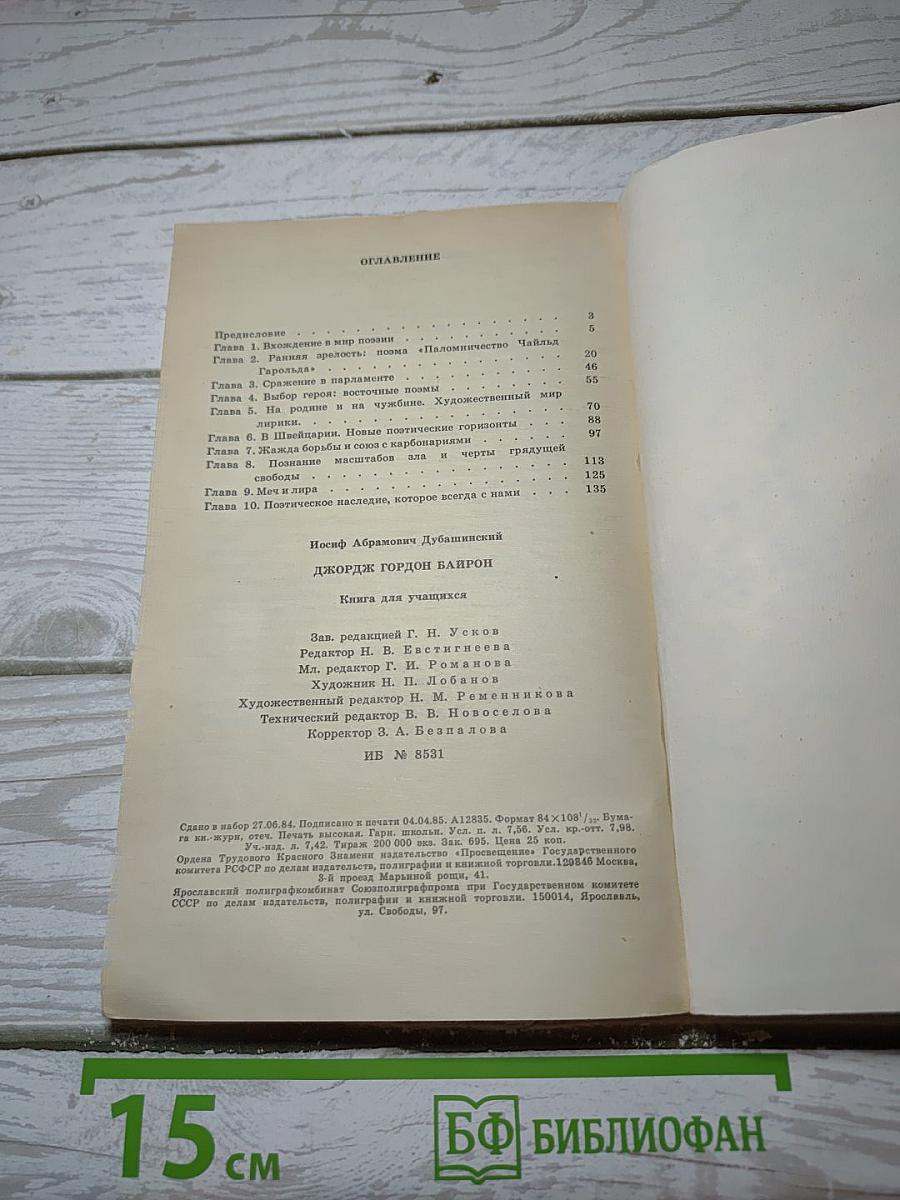 ОГЛАВЛЕНИЕ
Предисловие . . . . . . . . . . . . . . . . . . 3
Глава 1. Вхождение в мир поэзии . . . . . . . . . . . 5
Глава 2. Ранняя зрелость: поэма «Паломничество Чайльд
Гарольда» . . . . . . . . . . . . . . . . 20
Глава 3. Сражение в парламенте . . . . . . . . . . . 46
Глава 4. Выбор героя: восточные поэмы . . . . . . . . 55
Глава 5. На родине и на чужбине. Художественный мир
лирики. . . . . . . . . . . . . . . . . . 70
Глава 6. В Швейцарии. Новые поэтические горизонты . . . 88
Глава 7. Жажда борьбы и союз с карбонариями . . . . . . 97
Глава 8. Познание масштабов зла и черты грядущей
свободы . . . . . . . . . . . . . . . . . 113
Глава 9. Меч и лира . . . . . . . . . . . . . . . . 125
Глава 10. Поэтическое наследие, которое всегда с нами . . . 135
Иосиф Абрамович Дубашинский
ДЖОРДЖ ГОРДОН БАЙРОН
Книга для учащихся
Зав. редакцией Г. Н. Усков
Редактор Н. В. Евстигнеева
Мл. редактор Г. И. Романова
Художник Н. П. Лобанов
Художественный редактор Н. М. Ременникова
Технический редактор В. В. Новоселова
Корректор З. А. Безпалова
ИБ № 8531
Сдано в набор 27.06.84. Подписано к печати 04.04.85. А12835. Формат 84×108¹/₃₂. Бума-
га кн.-журн, отеч. Печать высокая. Гарн. школьн. Усл. п. л. 7,56. Усл. кр.-отт. 7,98.
Уч.-изд. л. 7,42. Тираж 200 000 экз. Зак. 695. Цена 25 коп.
Ордена Трудового Красного Знамени издательство «Просвещение» Государственного
комитета РСФСР по делам издательств, полиграфии и книжной торговли.129846 Москва,
3-й проезд Марьиной рощи, 41.
Ярославский полиграфкомбинат Союзполиграфпрома при Государственном комитете
СССР по делам издательств, полиграфии и книжной торговли. 150014, Ярославль,
ул. Свободы, 97.
15 см
БФ БИБЛИОФАН